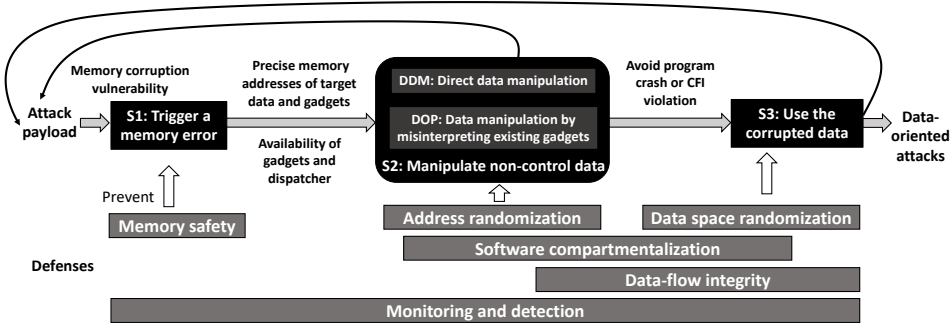 Memory corruption
vulnerability
Attack
payload
S1: Trigger a
memory error
Precise memory
addresses of target
data and gadgets
Availability of
gadgets and
dispatcher
DDM: Direct data manipulation
DOP: Data manipulation by
misinterpreting existing gadgets
S2: Manipulate non-control data
Avoid program
crash or CFI
violation
S3: Use the
corrupted data
Data-
oriented
attacks
Prevent
Memory safety
Address randomization
Data space randomization
Software compartmentalization
Defenses
Data-flow integrity
Monitoring and detection